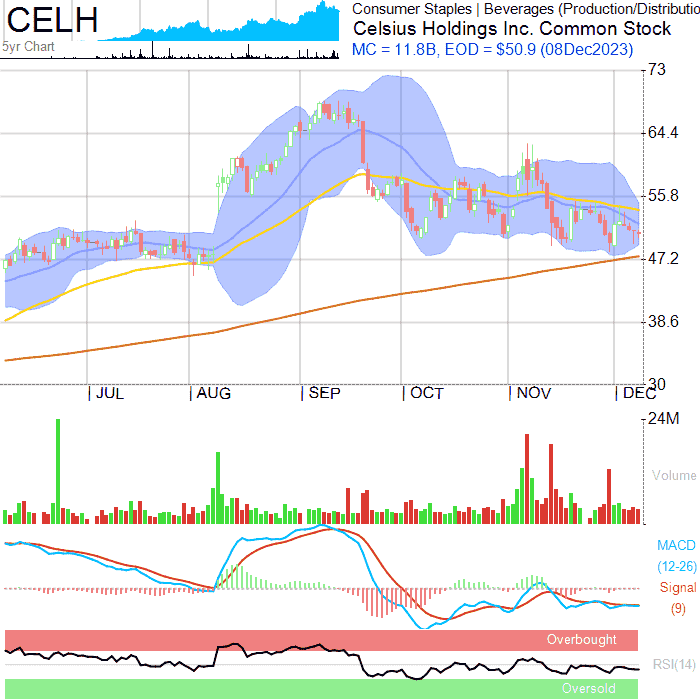 CELH
5yr Chart
Consumer Staples | Beverages (Production/Distributio
Celsius Holdings Inc. Common Stock
MC = 11.8B, EOD = $50.9 (08Dec2023)
73
64.4
55.8
47.2
38.6
30
| JUL | AUG | SEP | OCT | NOV | DEC
24M
Volume
MACD
(12-26)
Signal
(9)
Overbought
RSI(14)
Oversold